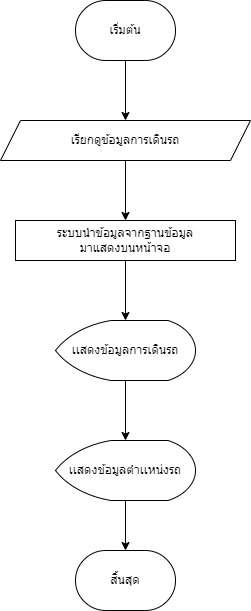 เริ่มต้น
เรียกดูข้อมูลการเดินรถ
ระบบนำข้อมูลจากฐานข้อมูล
มาแสดงบนหน้าจอ
แสดงข้อมูลการเดินรถ
แสดงข้อมูลตำแหน่งรถ
สิ้นสุด